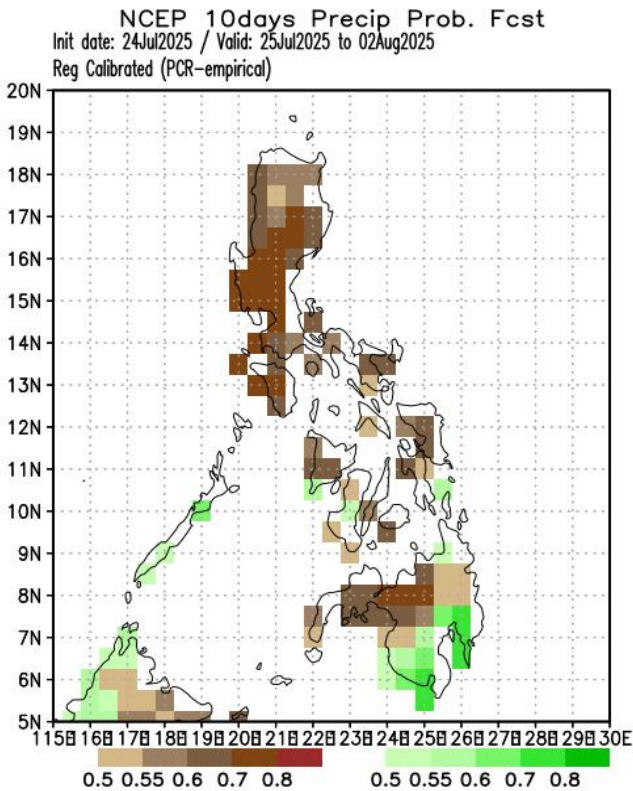 NCEP 10days Precip Prob. Fcst
Init date: 24Jul2025 / Valid: 25Jul2025 to 02Aug2025
Reg Calibrated (PCR-empirical)
20N
19N
18N
17N
16N
15N
14N
13N
12N
11N
10N
9N
8N
7N
6N
5N
115E 116E 118E 119E 120E 121E 122E 123E 124E 125E 126E 128E 129E 130E
0.5 0.55 0.6 0.7 0.8 0.5 0.55 0.6 0.7 0.8